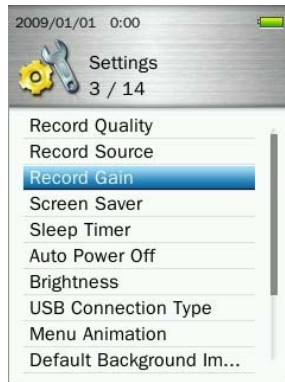 2009/01/01 0:00
Settings
3 / 14
Record Quality
Record Source
Record Gain
Screen Saver
Sleep Timer
Auto Power Off
Brightness
USB Connection Type
Menu Animation
Default Background Im...